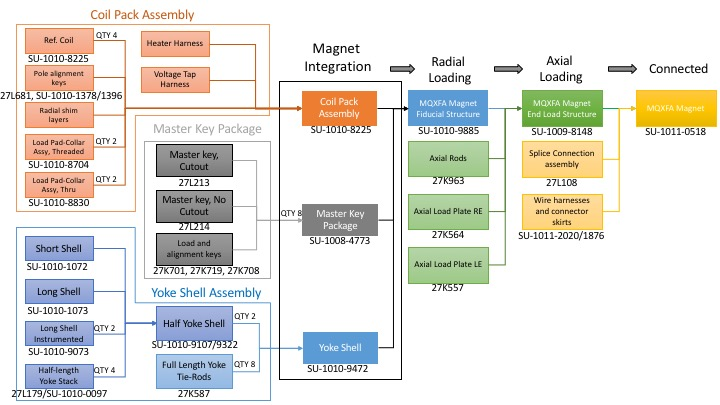 Coil Pack Assembly
Ref. Coil
QTY 4
SU-1010-8225
Pole alignment
keys
27L681, SU-1010-1378/1396
Radial shim
layers
Load Pad-Collar
Assy, Threaded
QTY 2
SU-1010-8704
Load Pad-Collar
Assy, Thru
QTY 2
SU-1010-8830
Heater Harness
Voltage Tap
Harness
Master Key Package
Master key,
Cutout
27L213
Master key, No
Cutout
27L214
Load and
alignment keys
27K701, 27K719, 27K708
QTY 8
Yoke Shell Assembly
Short Shell
SU-1010-1072
Long Shell
SU-1010-1073
Long Shell
Instrumented
QTY 2
SU-1010-9073
Half-length
Yoke Stack
QTY 4
27L179/SU-1010-0097
Half Yoke Shell
QTY 2
SU-1010-9107/9322
Full Length Yoke
Tie-Rods
QTY 8
27K587
Magnet
Integration
Coil Pack
Assembly
SU-1010-8225
Master Key
Package
SU-1008-4773
Yoke Shell
SU-1010-9472
Radial
Loading
MQXFA Magnet
Fiducial Structure
SU-1010-9885
Axial Rods
27K963
Axial Load Plate RE
27K564
Axial Load Plate LE
27K557
Axial
Loading
MQXFA Magnet
End Load Structure
SU-1009-8148
Splice Connection
assembly
27L108
Wire harnesses
and connector
skirts
SU-1011-2020/1876
Connected
MQXFA Magnet
SU-1011-0518